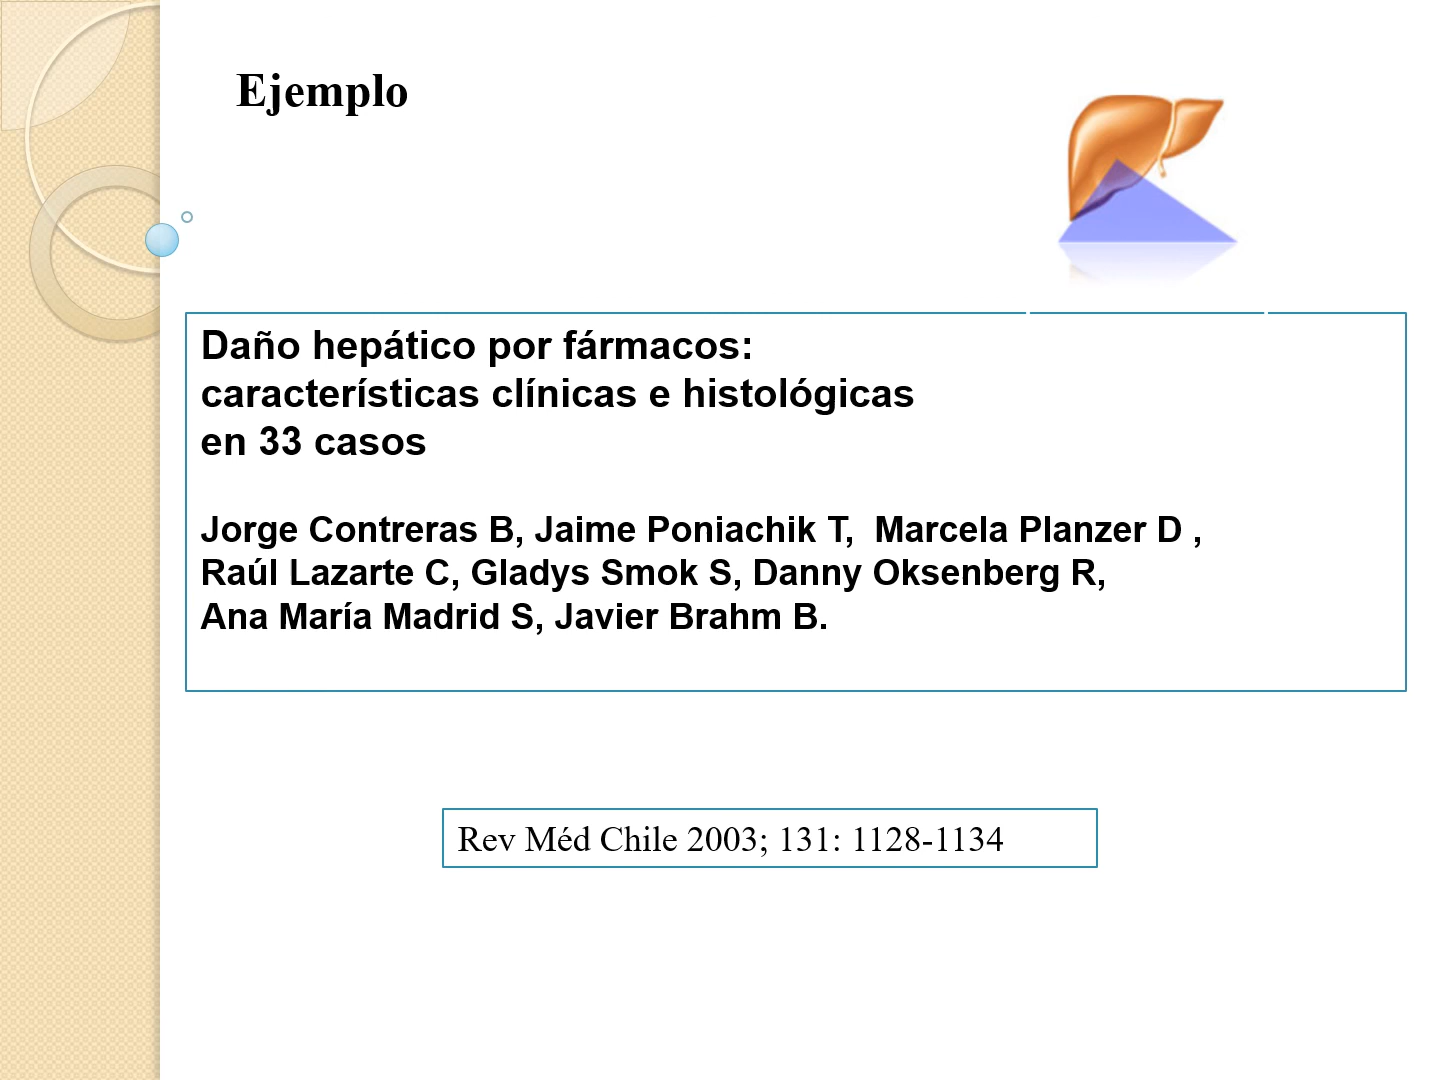 Ejemplo
Daño hepático por fármacos:
características clínicas e histológicas
en 33 casos
Jorge Contreras B, Jaime Poniachik T,  Marcela Planzer D ,
Raúl Lazarte C, Gladys Smok S, Danny Oksenberg R,
Ana María Madrid S, Javier Brahm B.
Rev Méd Chile 2003; 131: 1128-1134